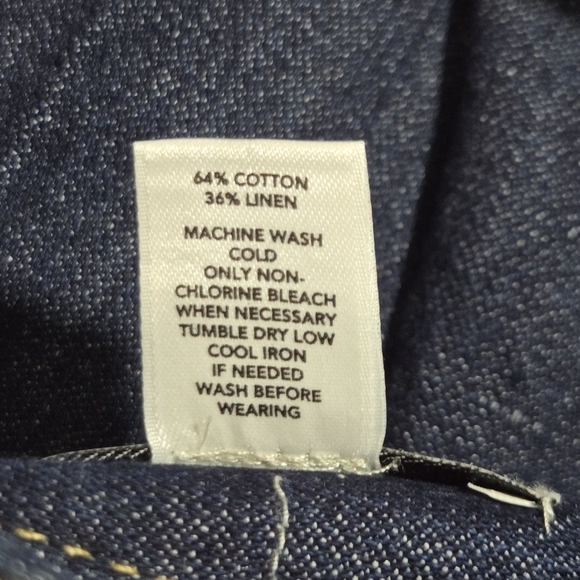 64% COTTON
36% LINEN
MACHINE WASH
COLD
ONLY NON-
CHLORINE BLEACH
WHEN NECESSARY
TUMBLE DRY LOW
COOL IRON
IF NEEDED
WASH BEFORE
WEARING